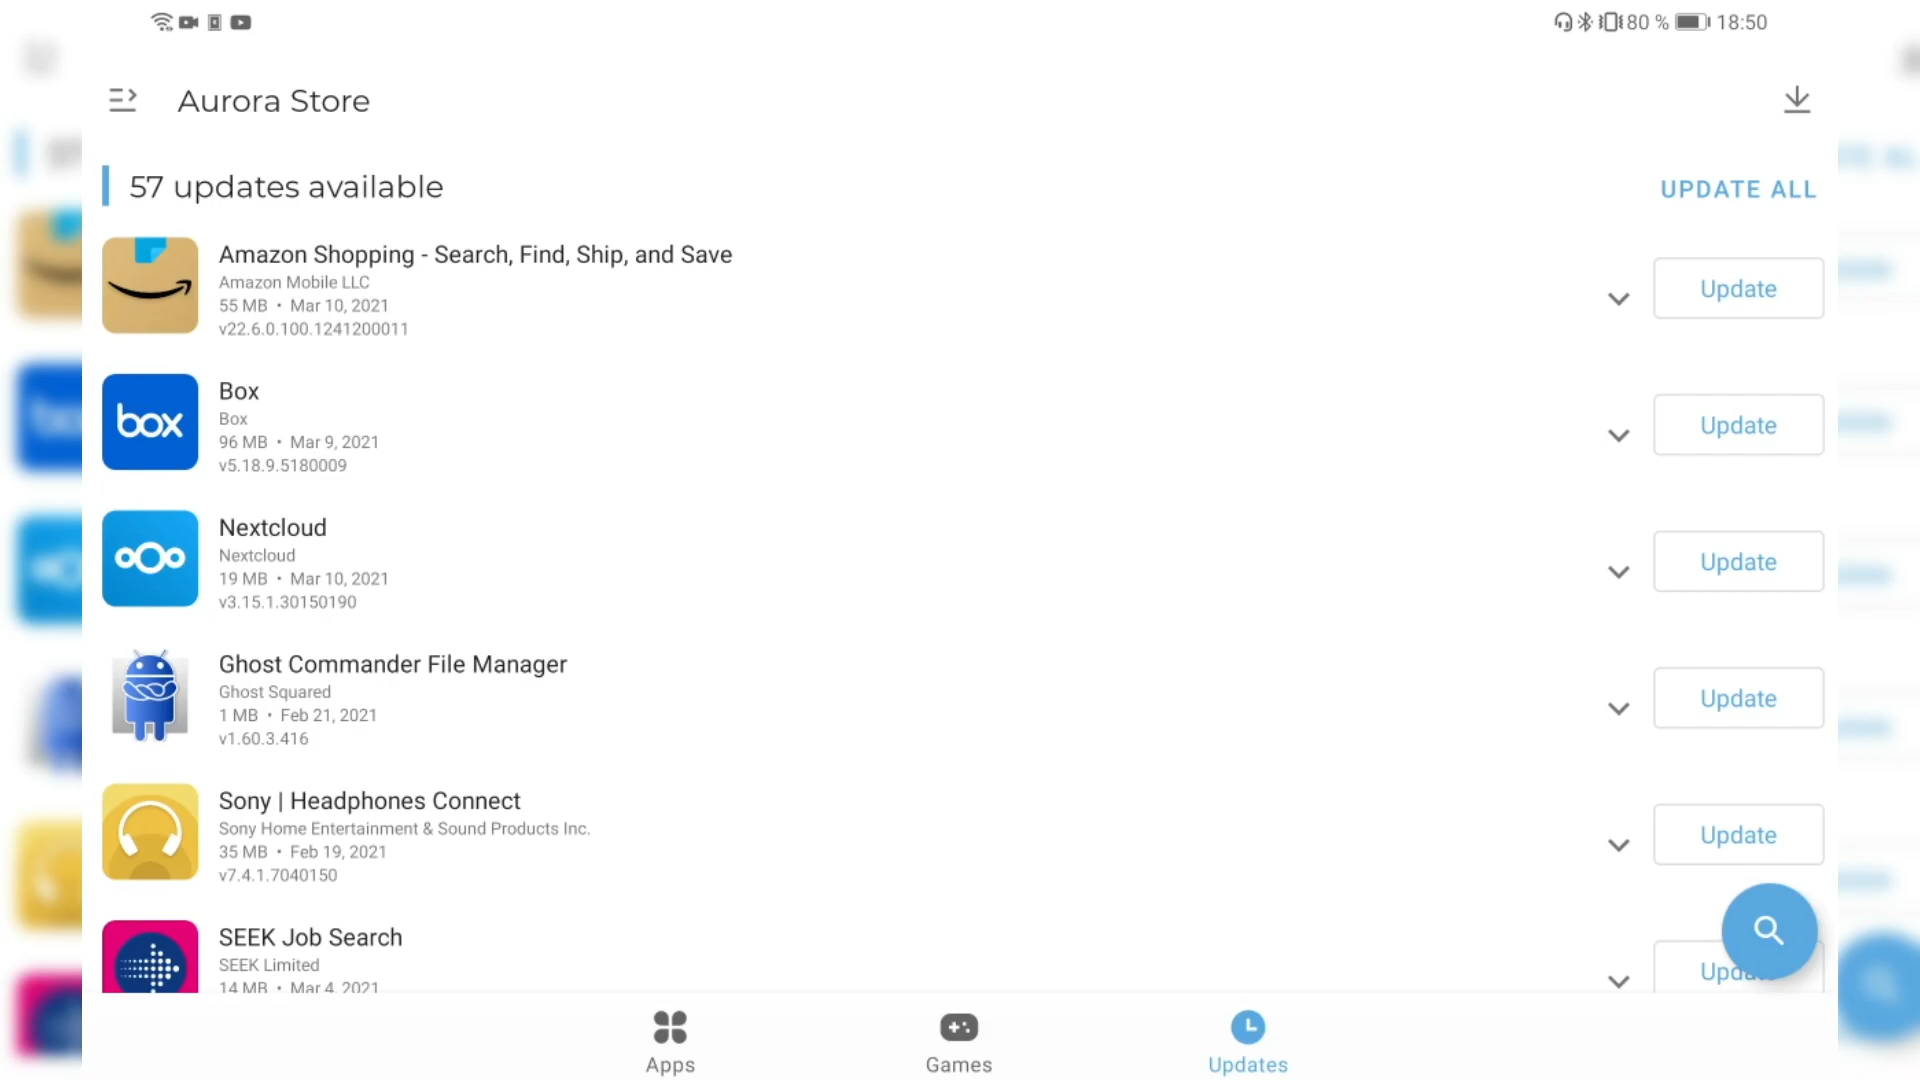 80 % 18:50
Aurora Store
57 updates available
UPDATE ALL
Amazon Shopping - Search, Find, Ship, and Save
Amazon Mobile LLC
55 MB • Mar 10, 2021
v22.6.0.100.1241200011
Update
box
Box
Box
96 MB • Mar 9, 2021
v5.18.9.5180009
Update
Nextcloud
Nextcloud
19 MB • Mar 10, 2021
v3.15.1.30150190
Update
Ghost Commander File Manager
Ghost Squared
1 MB • Feb 21, 2021
v1.60.3.416
Update
Sony | Headphones Connect
Sony Home Entertainment & Sound Products Inc.
35 MB • Feb 19, 2021
v7.4.1.7040150
Update
SEEK Job Search
SEEK Limited
14 MB • Mar 4, 2021
Apps
Games
Updates